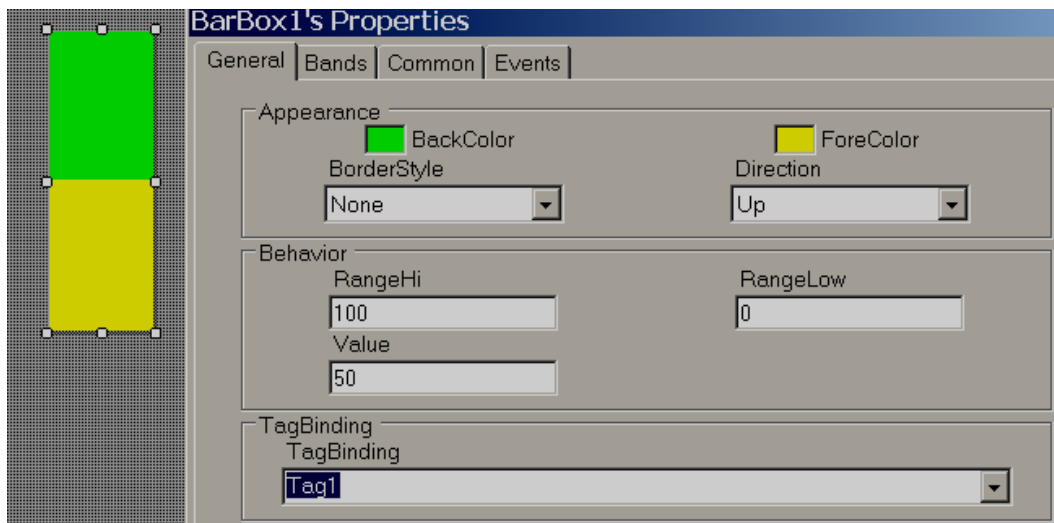 BarBox1's Properties
General Bands Common Events
Appearance
BackColor ForeColor
BorderStyle Direction
None Up
Behavior
RangeHi RangeLow
100 0
Value
50
TagBinding
TagBinding
Tag1